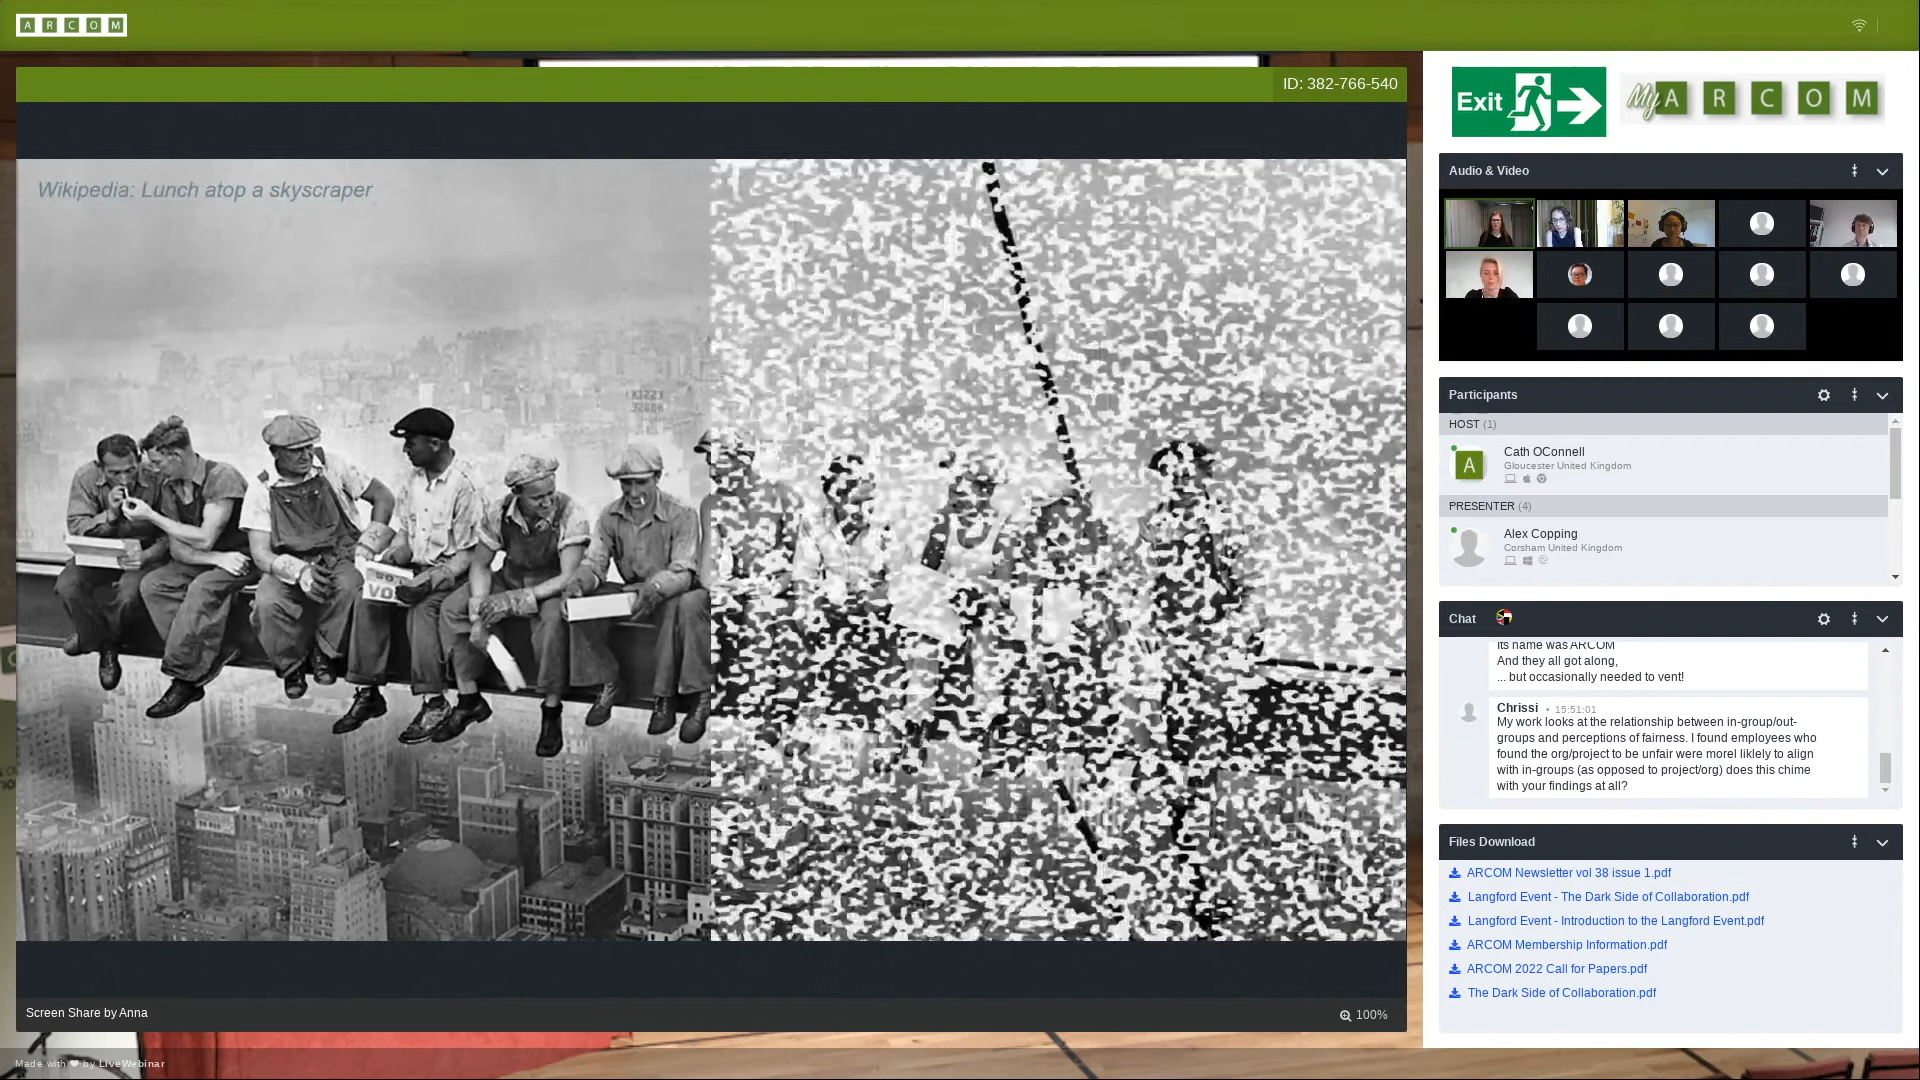 A R C O M
ID: 382-766-540
Wikipedia: Lunch atop a skyscraper
Screen Share by Anna
100%
Made with ❤ by LiveWebinar
Exit
My A R C O M
Audio & Video
Participants
HOST (1)
A
Cath OConnell
Gloucester United Kingdom
PRESENTER (4)
Alex Copping
Corsham United Kingdom
Chat
Its name was ARCOM
And they all got along,
... but occasionally needed to vent!
Chrissi • 15:51:01
My work looks at the relationship between in-group/out-
groups and perceptions of fairness. I found employees who
found the org/project to be unfair were morel liklely to align
with in-groups (as opposed to project/org) does this chime
with your findings at all?
Files Download
ARCOM Newsletter vol 38 issue 1.pdf
Langford Event - The Dark Side of Collaboration.pdf
Langford Event - Introduction to the Langford Event.pdf
ARCOM Membership Information.pdf
ARCOM 2022 Call for Papers.pdf
The Dark Side of Collaboration.pdf